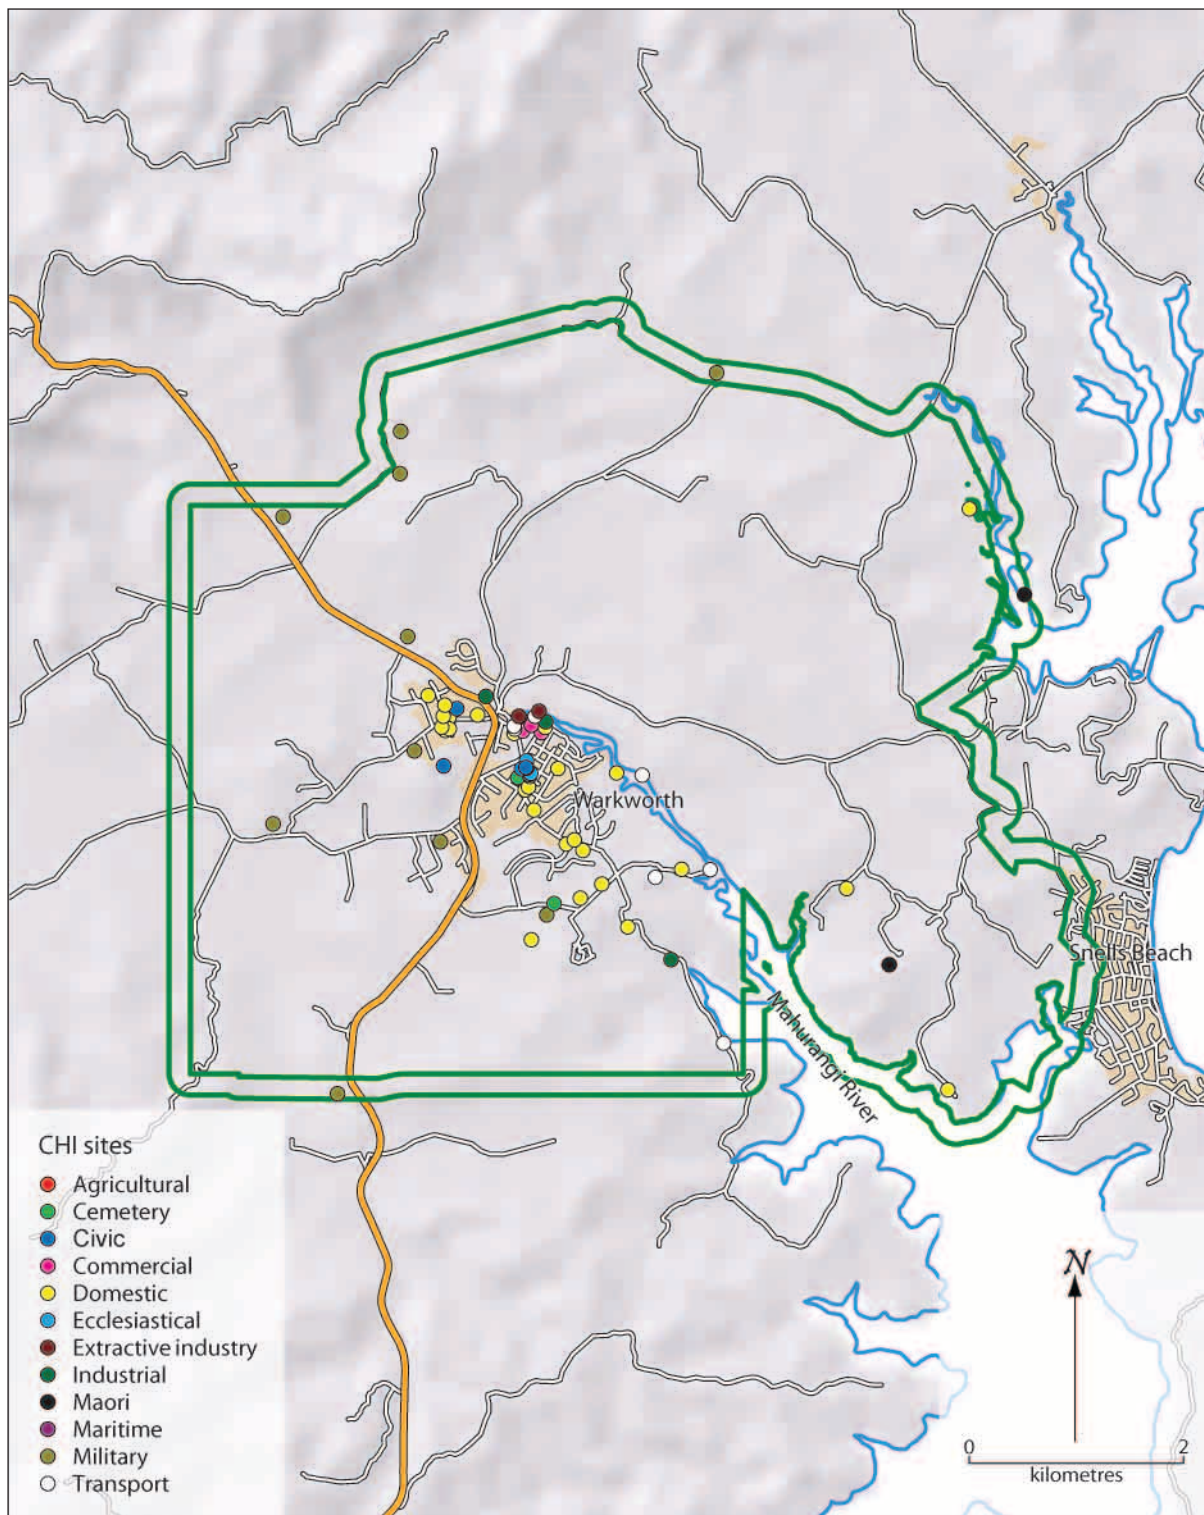 Warkworth
Snells Beach
Mahurangi River
CHI sites
Agricultural
Cemetery
Civic
Commercial
Domestic
Ecclesiastical
Extractive industry
Industrial
Maori
Maritime
Military
Transport
N
0 2
kilometres